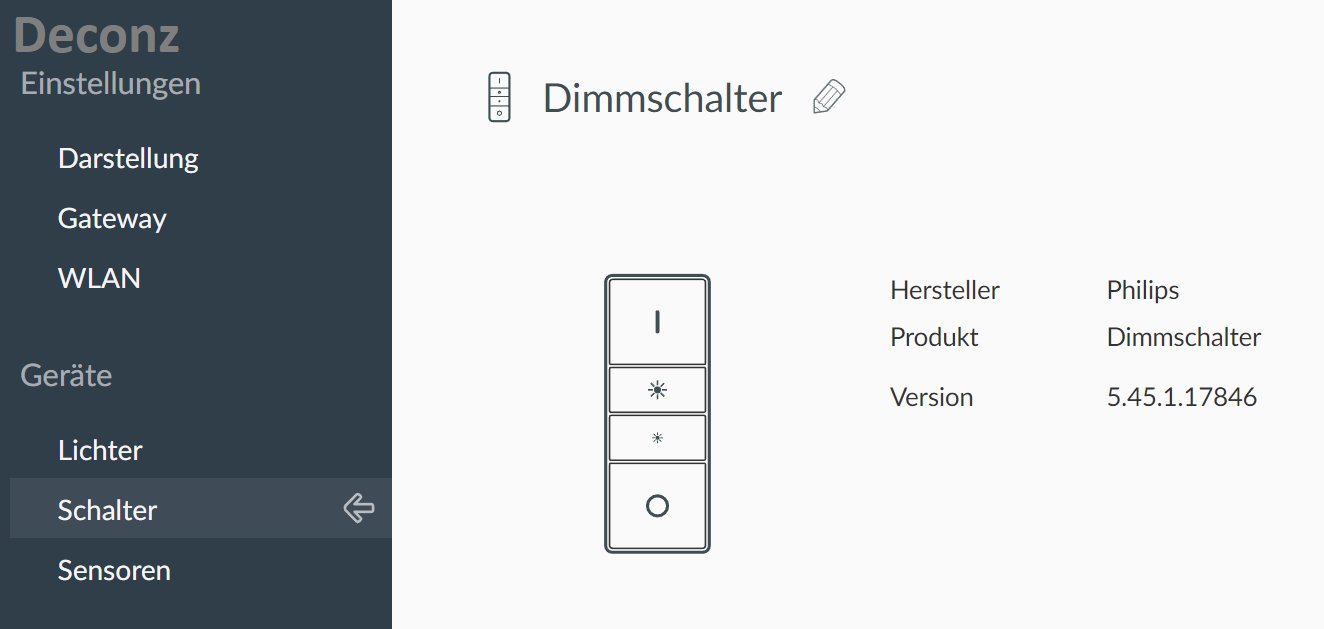 Deconz
Einstellungen
Darstellung
Gateway
WLAN
Geräte
Lichter
Schalter
Sensoren
Dimmschalter
Hersteller Philips
Produkt Dimmschalter
Version 5.45.1.17846